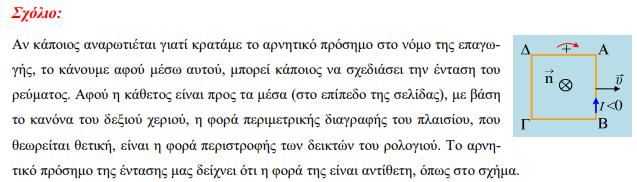 Σχόλιο:
Αν κάποιος αναρωτιέται γιατί κρατάμε το αρνητικό πρόσημο στο νόμο της επαγω-
γής, το κάνουμε αφού μέσω αυτού, μπορεί κάποιος να σχεδιάσει την ένταση του
ρεύματος. Αφού η κάθετος είναι προς τα μέσα (στο επίπεδο της σελίδας), με βάση
το κανόνα του δεξιού χεριού, η φορά περιμετρικής διαγραφής του πλαισίου, που
θεωρείται θετική, είναι η φορά περιστροφής των δεικτών του ρολογιού. Το αρνη-
τικό πρόσημο της έντασης μας δείχνει ότι η φορά της είναι αντίθετη, όπως στο σχήμα.
Δ + Α
n⃗ ⊗ υ⃗
I<0
Γ Β